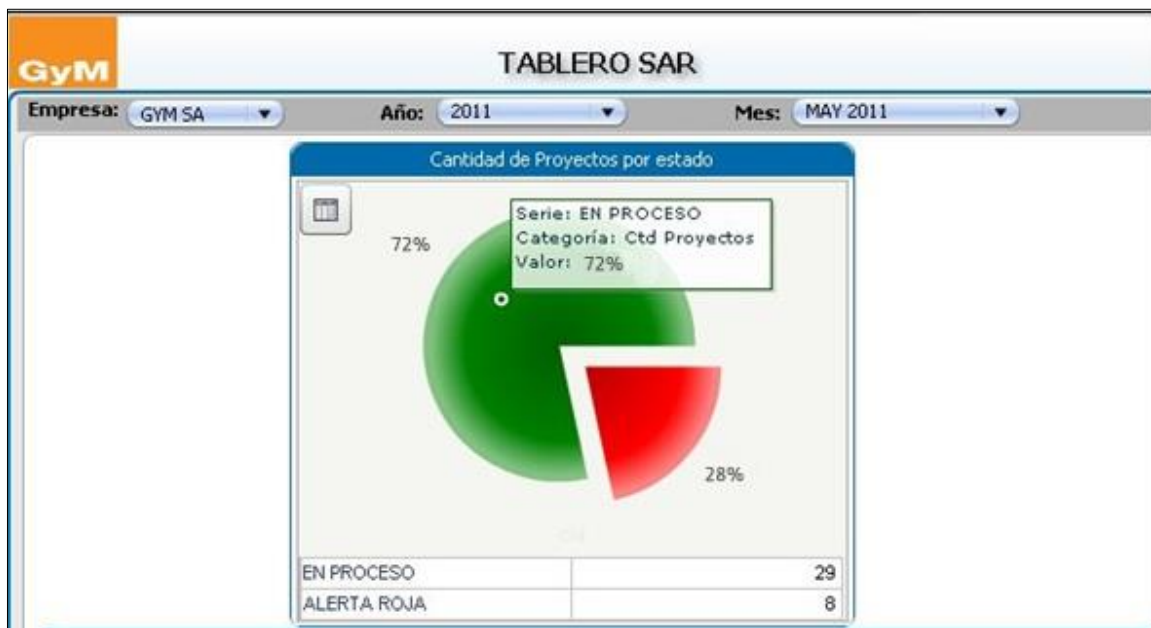 GyM
TABLERO SAR
Empresa: GYM SA Año: 2011 Mes: MAY 2011
Cantidad de Proyectos por estado
72%
Serie: EN PROCESO
Categoría: Ctd Proyectos
Valor: 72%
28%
EN PROCESO 29
ALERTA ROJA 8